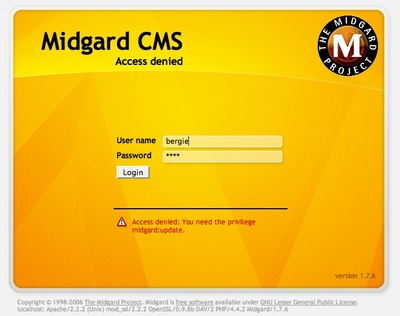 Midgard CMS
Access denied
THE MIDGARD PROJECT
M
User name bergie
Password ****
Login
Access denied: You need the privilege
midgard:update.
version 1.7.6
Copyright © 1998-2006 The Midgard Project. Midgard is free software available under GNU Lesser General Public License.
localhost: Apache/2.2.2 (Unix) mod_ssl/2.2.2 OpenSSL/0.9.8b DAV/2 PHP/4.4.2 Midgard/1.7.6